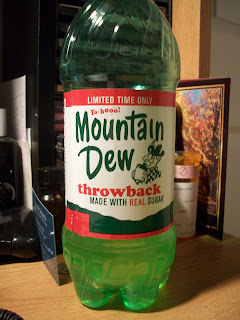 LIMITED TIME ONLY
Ya-hooo!
Mountain
Dew
throwback
MADE WITH REAL SUGAR